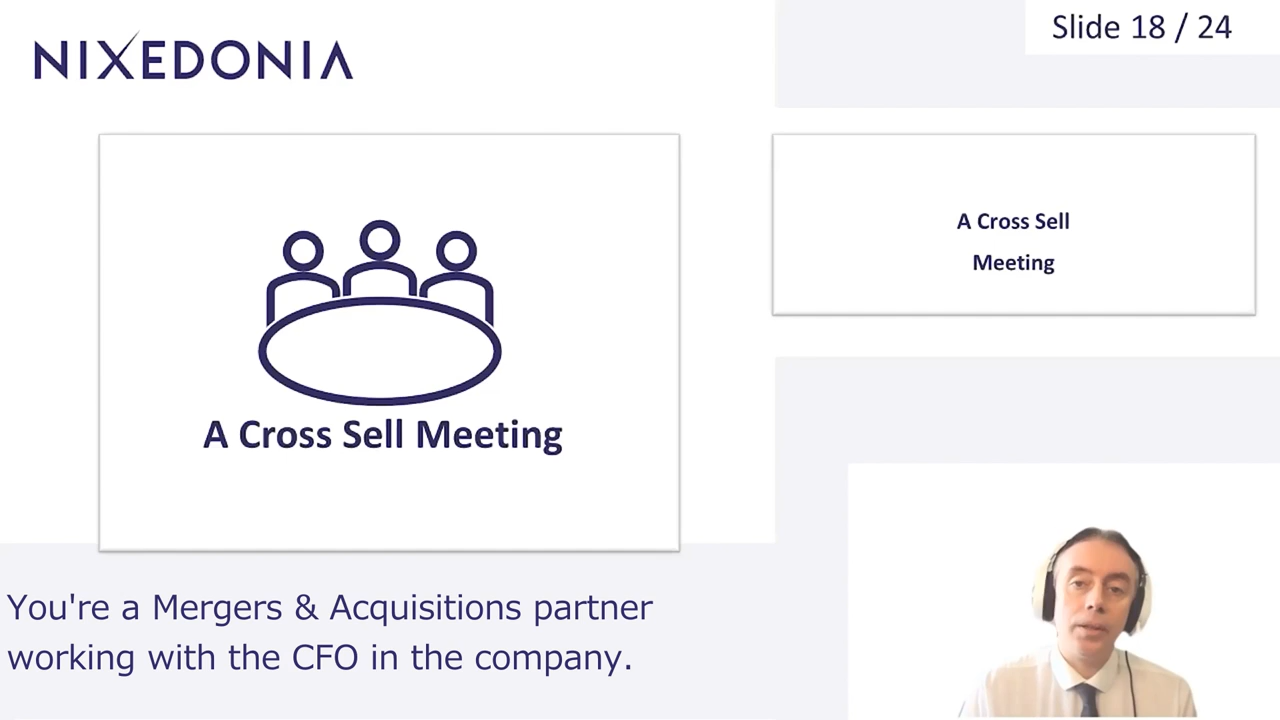 NIXEDONIA
Slide 18 / 24
A Cross Sell Meeting
A Cross Sell
Meeting
You're a Mergers & Acquisitions partner
working with the CFO in the company.